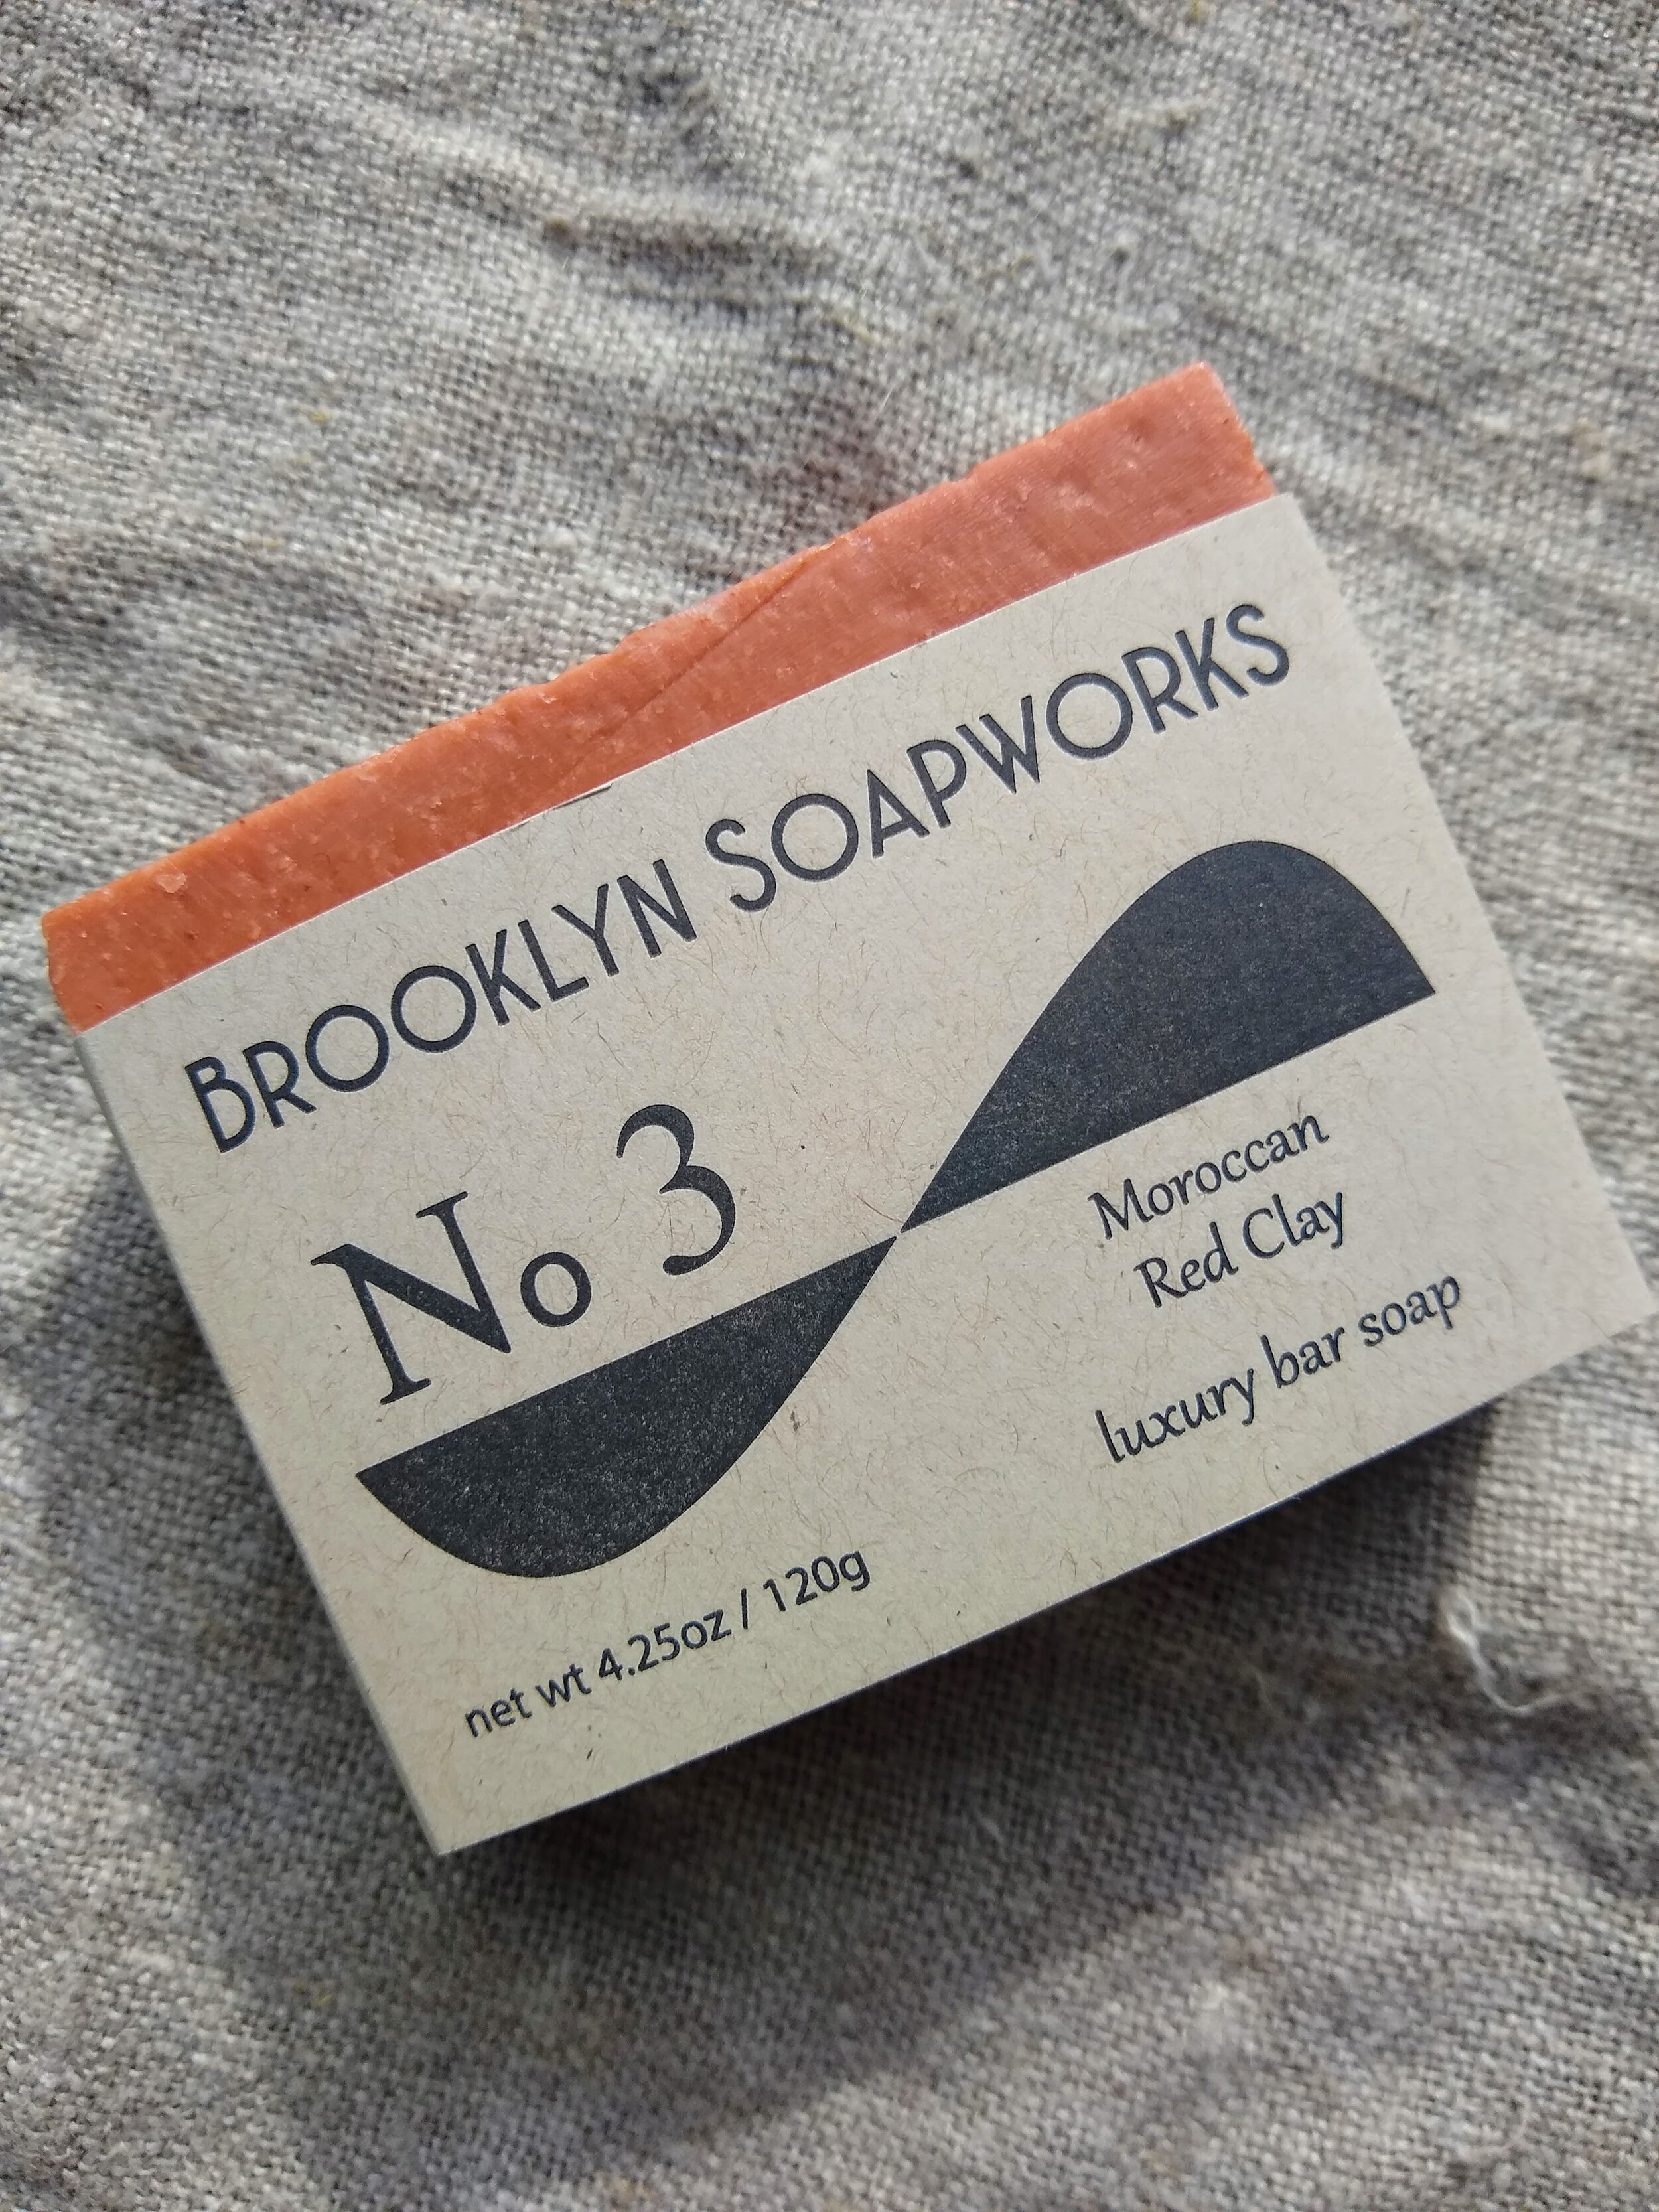 BROOKLYN SOAPWORKS
No 3
Moroccan
Red Clay
luxury bar soap
net wt 4.25oz / 120g